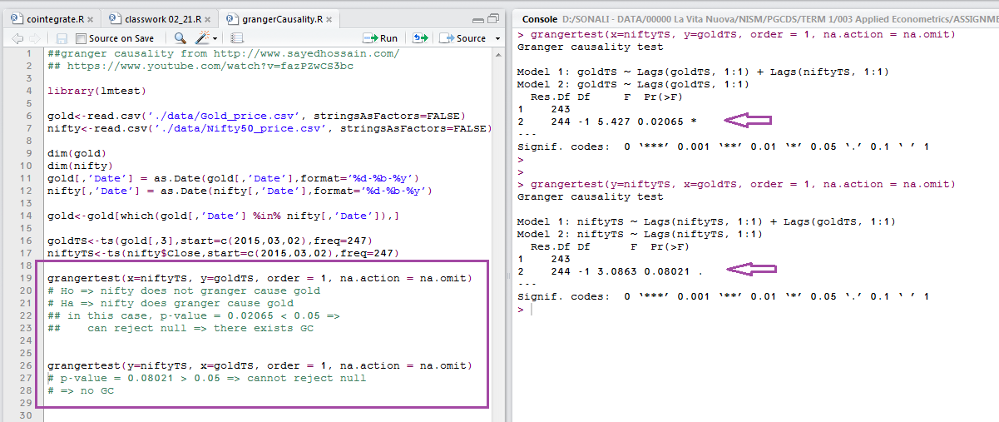 cointegrate.R × classwork 02_21.R × grangerCausality.R ×
Source on Save Run Source
1 ##granger causality from http://www.sayedhossain.com/
2 ## https://www.youtube.com/watch?v=fazPZwCS3bc
3
4 library(lmtest)
5
6 gold<-read.csv('./data/Gold_price.csv', stringsAsFactors=FALSE)
7 nifty<-read.csv('./data/Nifty50_price.csv', stringsAsFactors=FALSE)
8
9 dim(gold)
10 dim(nifty)
11 gold[,'Date'] = as.Date(gold[,'Date'],format='%d-%b-%y')
12 nifty[,'Date'] = as.Date(nifty[,'Date'],format='%d-%b-%y')
13
14 gold<-gold[which(gold[,'Date'] %in% nifty[,'Date']),]
15
16 goldTS<-ts(gold[,3],start=c(2015,03,02),freq=247)
17 niftyTS<-ts(nifty$Close,start=c(2015,03,02),freq=247)
18
19 grangertest(x=niftyTS, y=goldTS, order = 1, na.action = na.omit)
20 # Ho => nifty does not granger cause gold
21 # Ha => nifty does granger cause gold
22 ## in this case, p-value = 0.02065 < 0.05 =>
23 ##    can reject null => there exists GC
24
25
26 grangertest(y=niftyTS, x=goldTS, order = 1, na.action = na.omit)
27 # p-value = 0.08021 > 0.05 => cannot reject null
28 # => no GC
29
30
Console D:/SONALI - DATA/00000 La Vita Nuova/NISM/PGCDS/TERM 1/003 Applied Econometrics/ASSIGNME
> grangertest(x=niftyTS, y=goldTS, order = 1, na.action = na.omit)
Granger causality test
Model 1: goldTS ~ Lags(goldTS, 1:1) + Lags(niftyTS, 1:1)
Model 2: goldTS ~ Lags(goldTS, 1:1)
Res.Df Df F Pr(>F)
1 243
2 244 -1 5.427 0.02065 *
---
Signif. codes: 0 ‘***’ 0.001 ‘**’ 0.01 ‘*’ 0.05 ‘.’ 0.1 ‘ ’ 1
>
>
> grangertest(y=niftyTS, x=goldTS, order = 1, na.action = na.omit)
Granger causality test
Model 1: niftyTS ~ Lags(niftyTS, 1:1) + Lags(goldTS, 1:1)
Model 2: niftyTS ~ Lags(niftyTS, 1:1)
Res.Df Df F Pr(>F)
1 243
2 244 -1 3.0863 0.08021 .
---
Signif. codes: 0 ‘***’ 0.001 ‘**’ 0.01 ‘*’ 0.05 ‘.’ 0.1 ‘ ’ 1
>